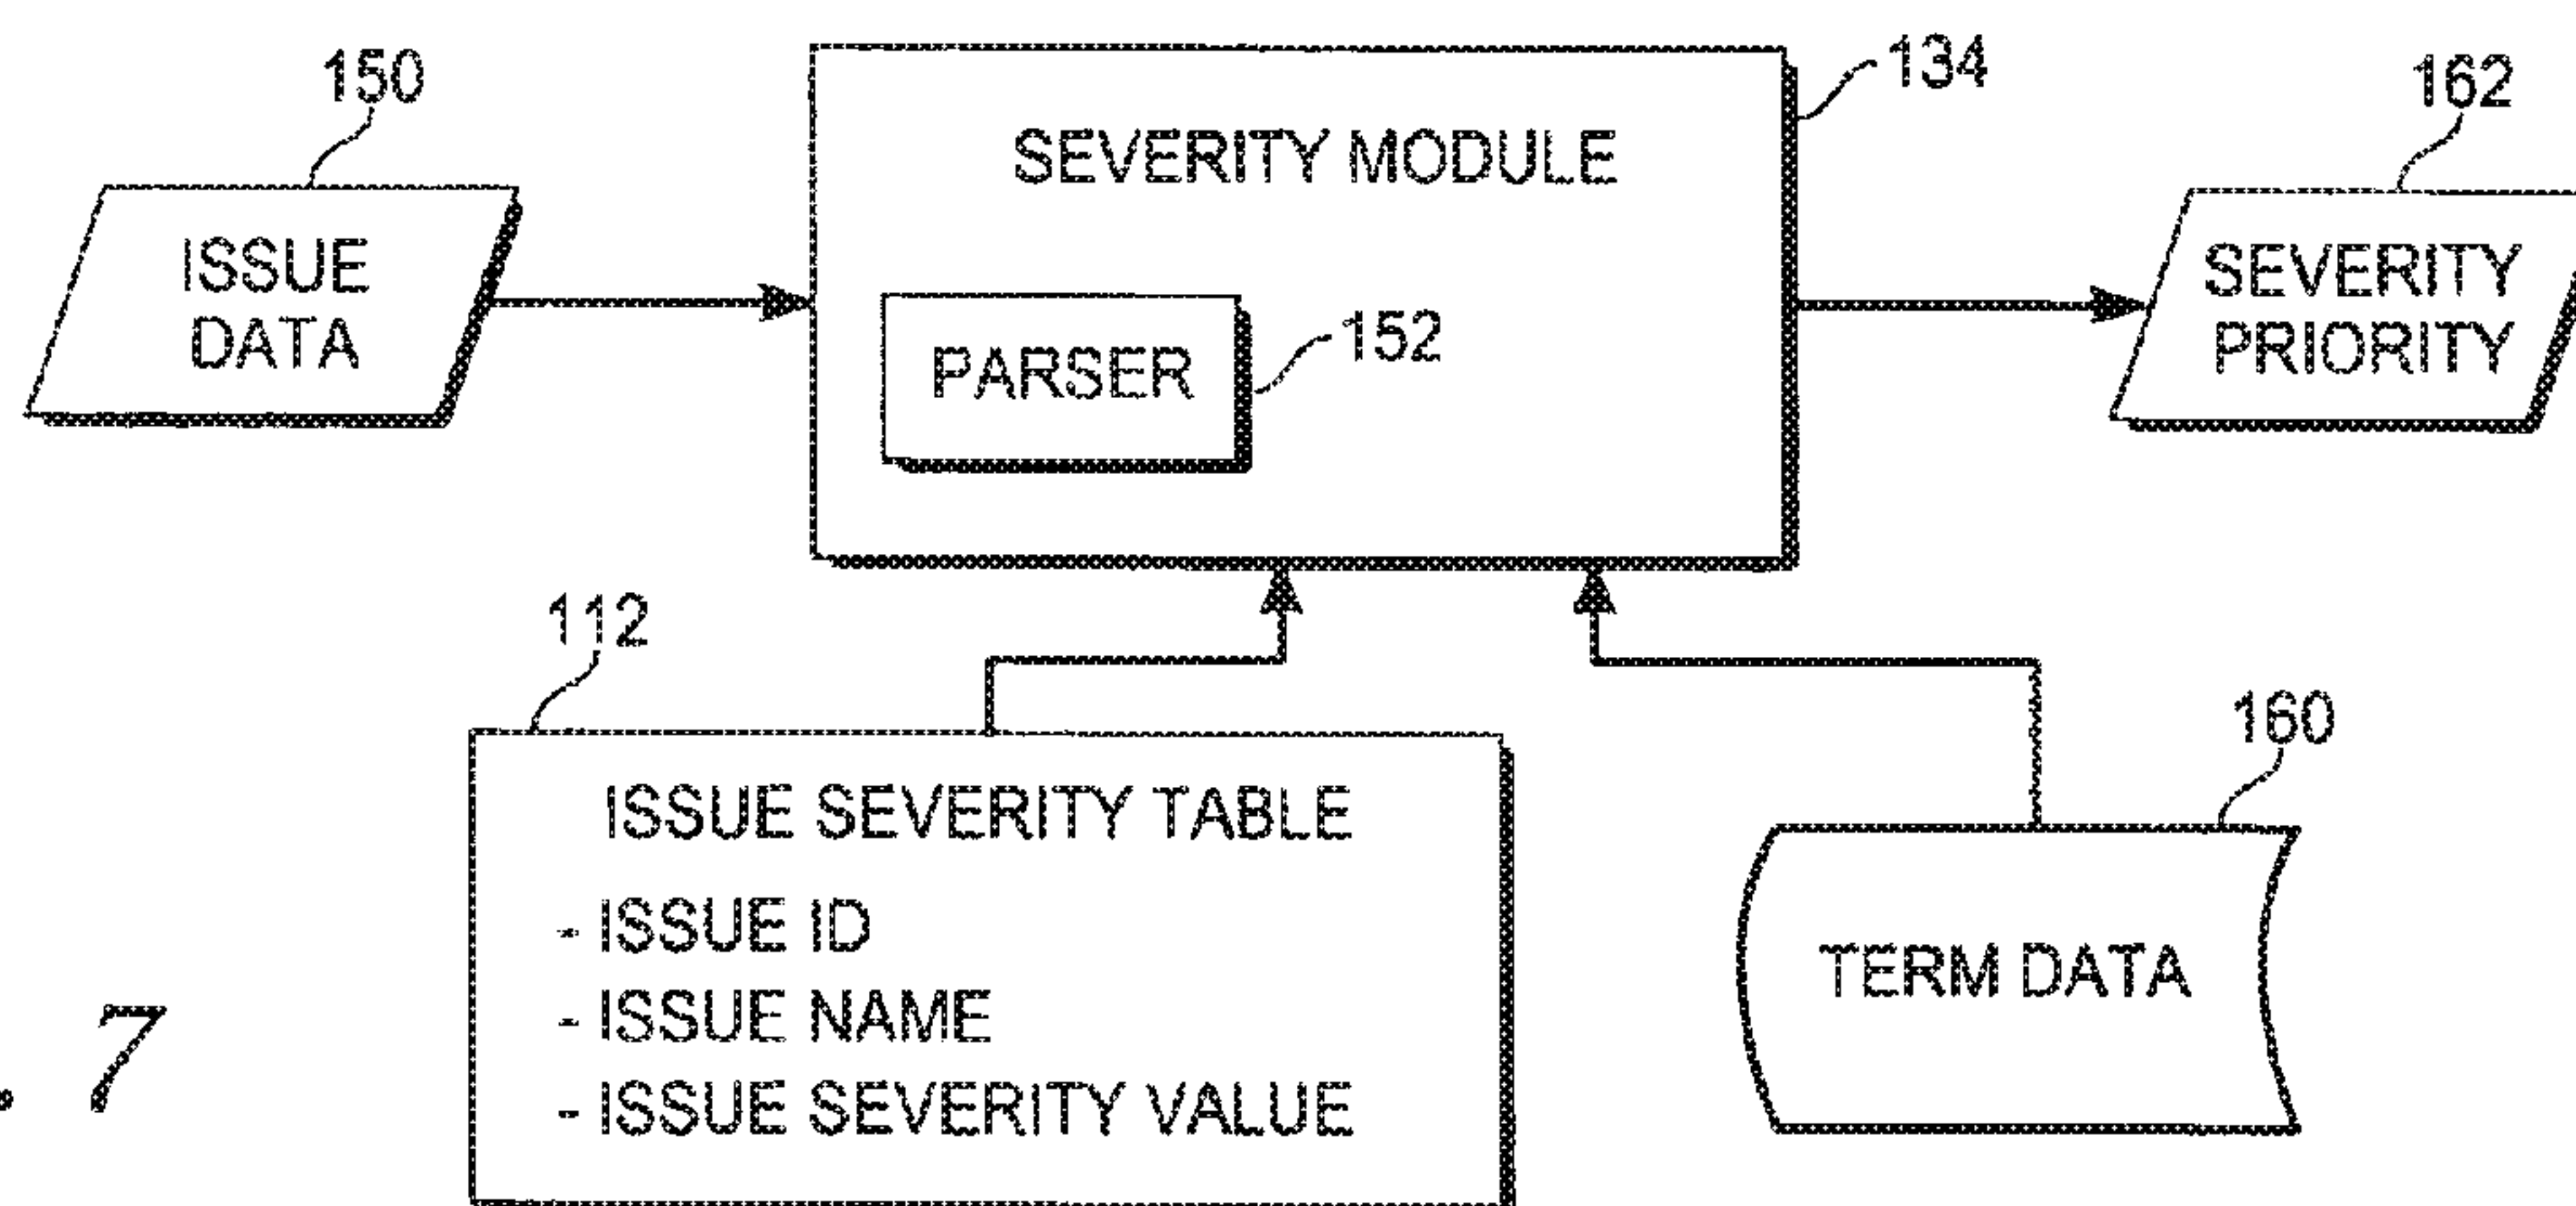 150
134
162
SEVERITY MODULE
ISSUE
DATA
SEVERITY
PRIORITY
PARSER
152
112
160
ISSUE SEVERITY TABLE
- ISSUE ID
- ISSUE NAME
- ISSUE SEVERITY VALUE
TERM DATA
. 7